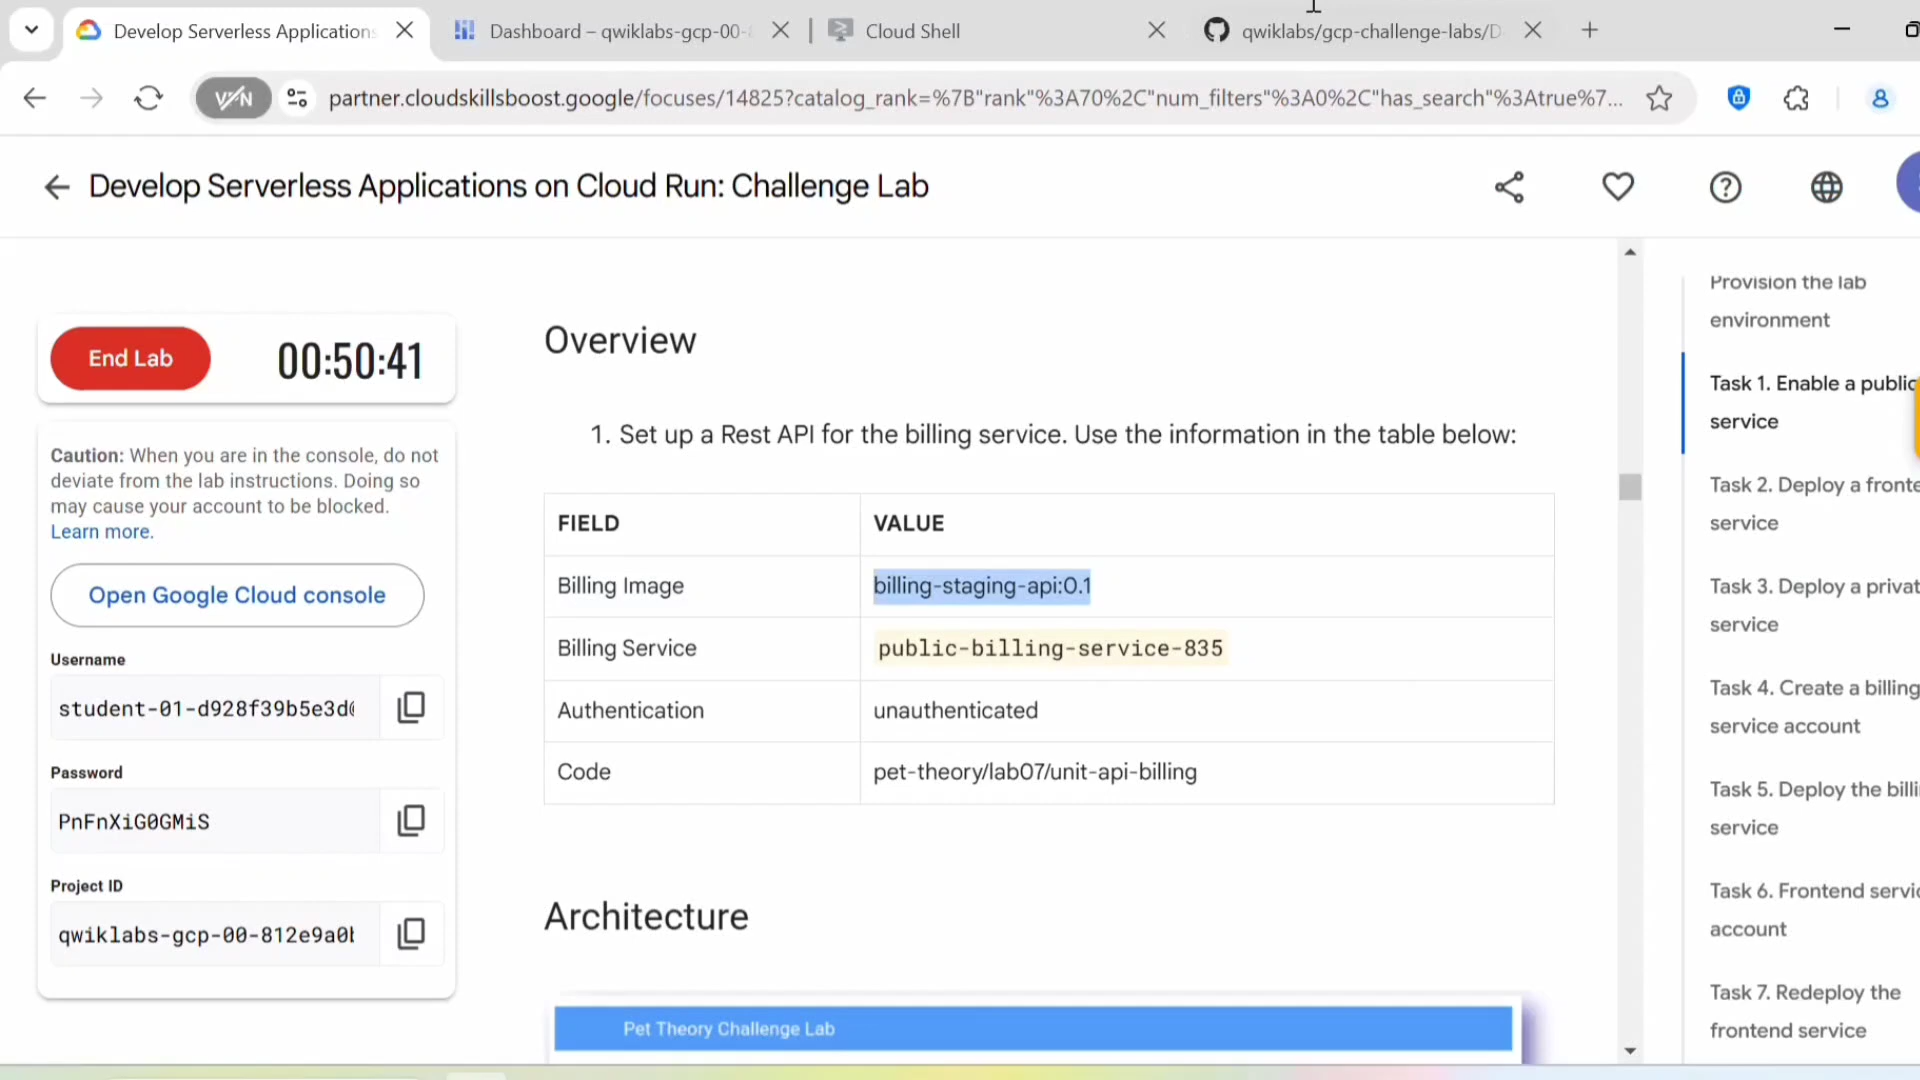 Develop Serverless Applications
Dashboard – qwiklabs-gcp-00-
Cloud Shell
qwiklabs/gcp-challenge-labs/D
VPN
partner.cloudskillsboost.google/focuses/14825?catalog_rank=%7B"rank"%3A70%2C"num_filters"%3A0%2C"has_search"%3Atrue%7...
Develop Serverless Applications on Cloud Run: Challenge Lab
End Lab
00:50:41
Caution: When you are in the console, do not
deviate from the lab instructions. Doing so
may cause your account to be blocked.
Learn more.
Open Google Cloud console
Username
student-01-d928f39b5e3d@
Password
PnFnXiG0GMiS
Project ID
qwiklabs-gcp-00-812e9a0b
Overview
1. Set up a Rest API for the billing service. Use the information in the table below:
FIELD VALUE
Billing Image billing-staging-api:0.1
Billing Service public-billing-service-835
Authentication unauthenticated
Code pet-theory/lab07/unit-api-billing
Architecture
Pet Theory Challenge Lab
Provision the lab
environment
Task 1. Enable a public
service
Task 2. Deploy a fronte
service
Task 3. Deploy a privat
service
Task 4. Create a billing
service account
Task 5. Deploy the billi
service
Task 6. Frontend servic
account
Task 7. Redeploy the
frontend service